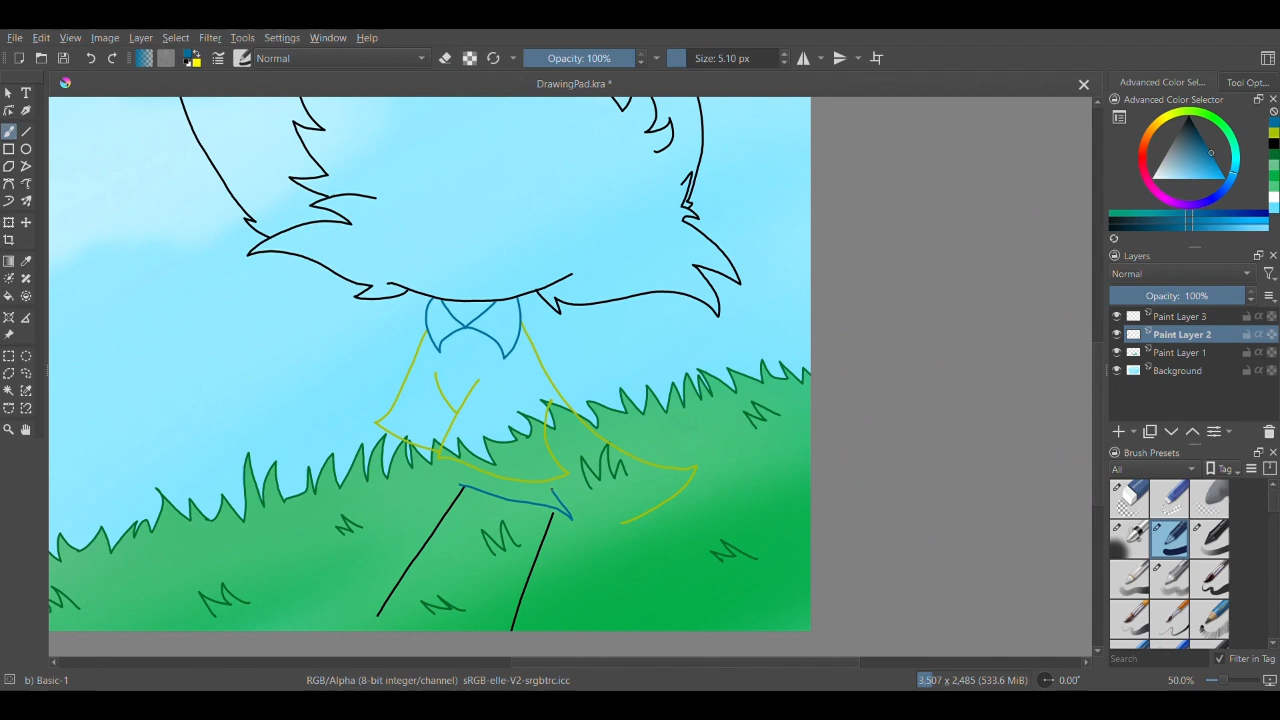 File Edit View Image Layer Select Filter Tools Settings Window Help
Normal Opacity: 100% Size: 5.10 px
DrawingPad.kra *
Advanced Color Sel... Tool Opt...
Advanced Color Selector
Layers
Normal
Opacity: 100%
Paint Layer 3
Paint Layer 2
Paint Layer 1
Background
Brush Presets
All Tag
Search Filter in Tag
b) Basic-1 RGB/Alpha (8-bit integer/channel) sRGB-elle-V2-srgbtrc.icc 3,507 x 2,485 (533.6 MiB) 0.00° 50.0%